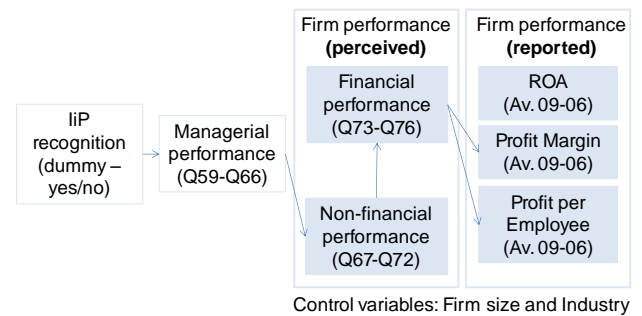 Firm performance
(perceived)
Firm performance
(reported)
IiP
recognition
(dummy –
yes/no)
Managerial
performance
(Q59-Q66)
Financial
performance
(Q73-Q76)
Non-financial
performance
(Q67-Q72)
ROA
(Av. 09-06)
Profit Margin
(Av. 09-06)
Profit per
Employee
(Av. 09-06)
Control variables: Firm size and Industry